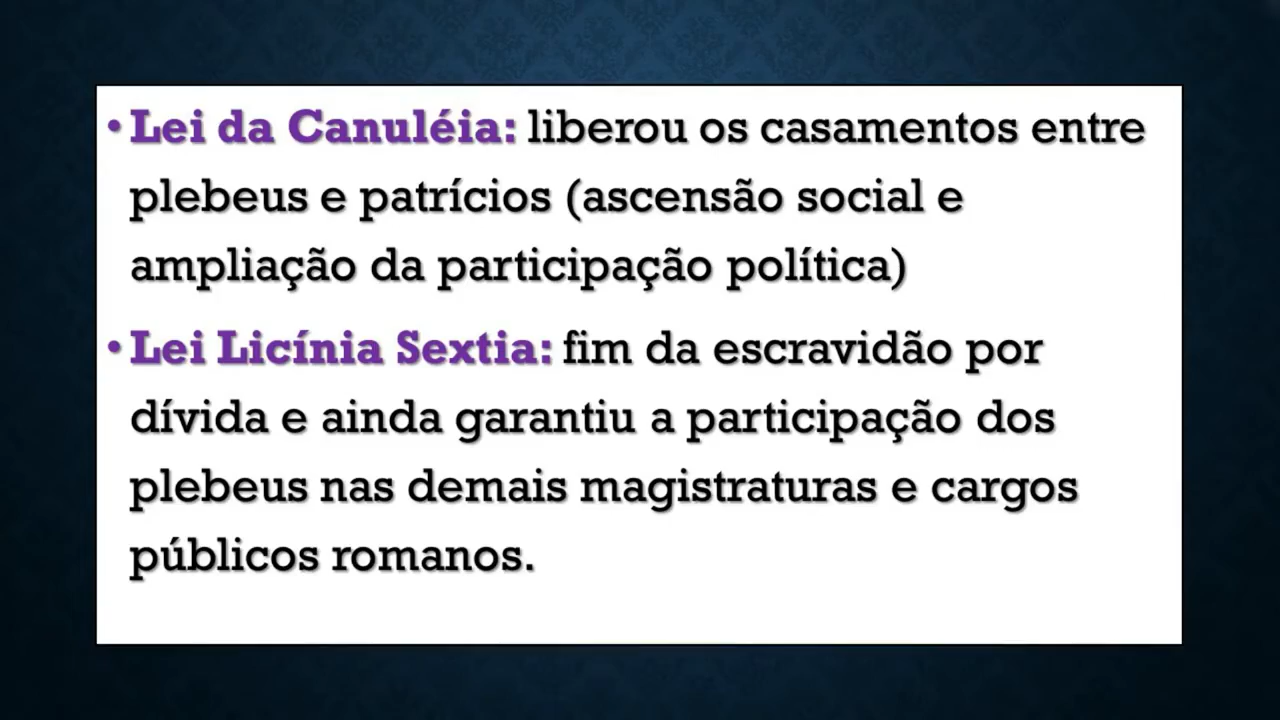 • Lei da Canuléia: liberou os casamentos entre
plebeus e patrícios (ascensão social e
ampliação da participação política)
• Lei Licínia Sextia: fim da escravidão por
dívida e ainda garantiu a participação dos
plebeus nas demais magistraturas e cargos
públicos romanos.